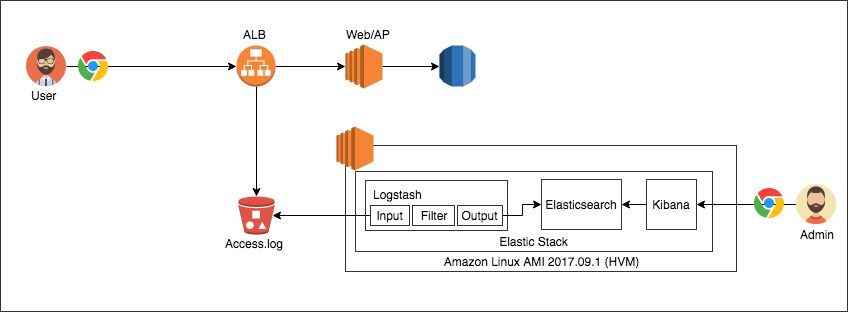 ALB
Web/AP
User
Logstash
Input
Filter
Output
Elasticsearch
Kibana
Access.log
Admin
Elastic Stack
Amazon Linux AMI 2017.09.1 (HVM)